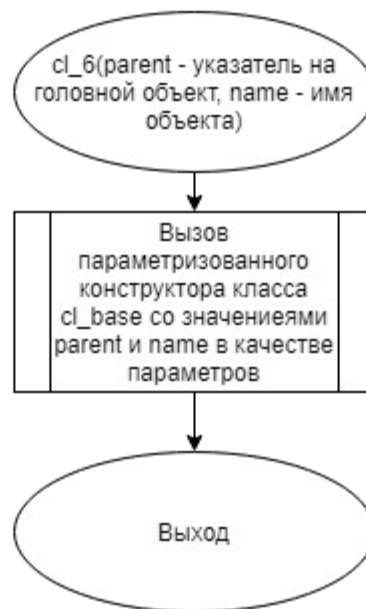 cl_6(parent - указатель на
головной объект, name - имя
объекта)
Вызов
параметризованного
конструктора класса
cl_base со значениеями
parent и name в качестве
параметров
Выход